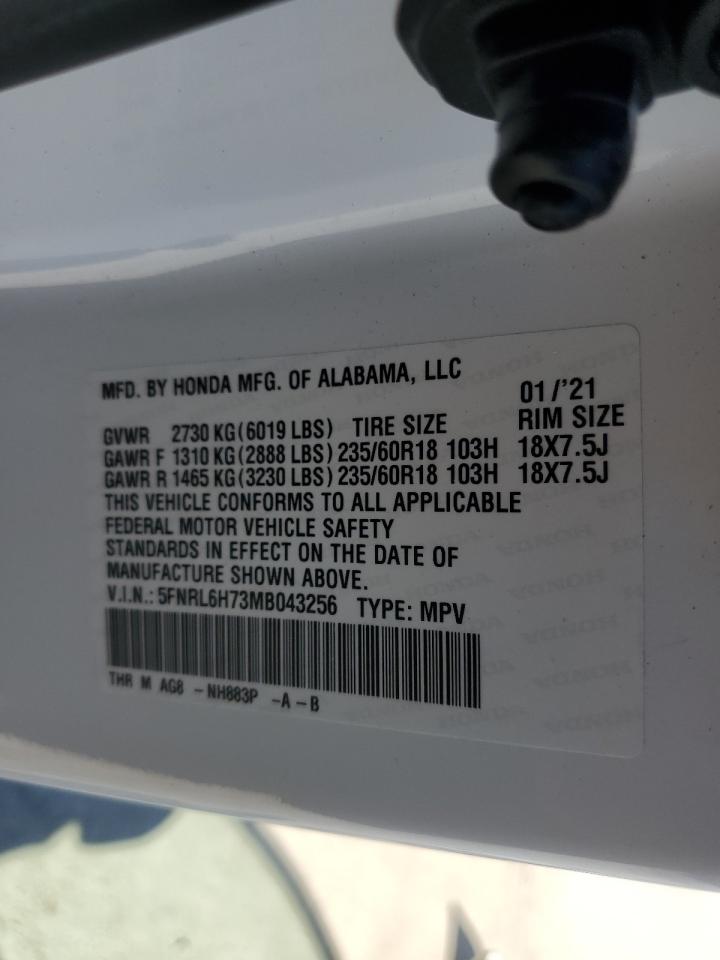 MFD. BY HONDA MFG. OF ALABAMA, LLC 01/'21
GVWR 2730 KG(6019 LBS) TIRE SIZE RIM SIZE
GAWR F 1310 KG(2888 LBS) 235/60R18 103H 18X7.5J
GAWR R 1465 KG(3230 LBS) 235/60R18 103H 18X7.5J
THIS VEHICLE CONFORMS TO ALL APPLICABLE
FEDERAL MOTOR VEHICLE SAFETY
STANDARDS IN EFFECT ON THE DATE OF
MANUFACTURE SHOWN ABOVE.
V.I.N.: 5FNRL6H73MB043256 TYPE: MPV
THR M AG8 -NH883P -A-B